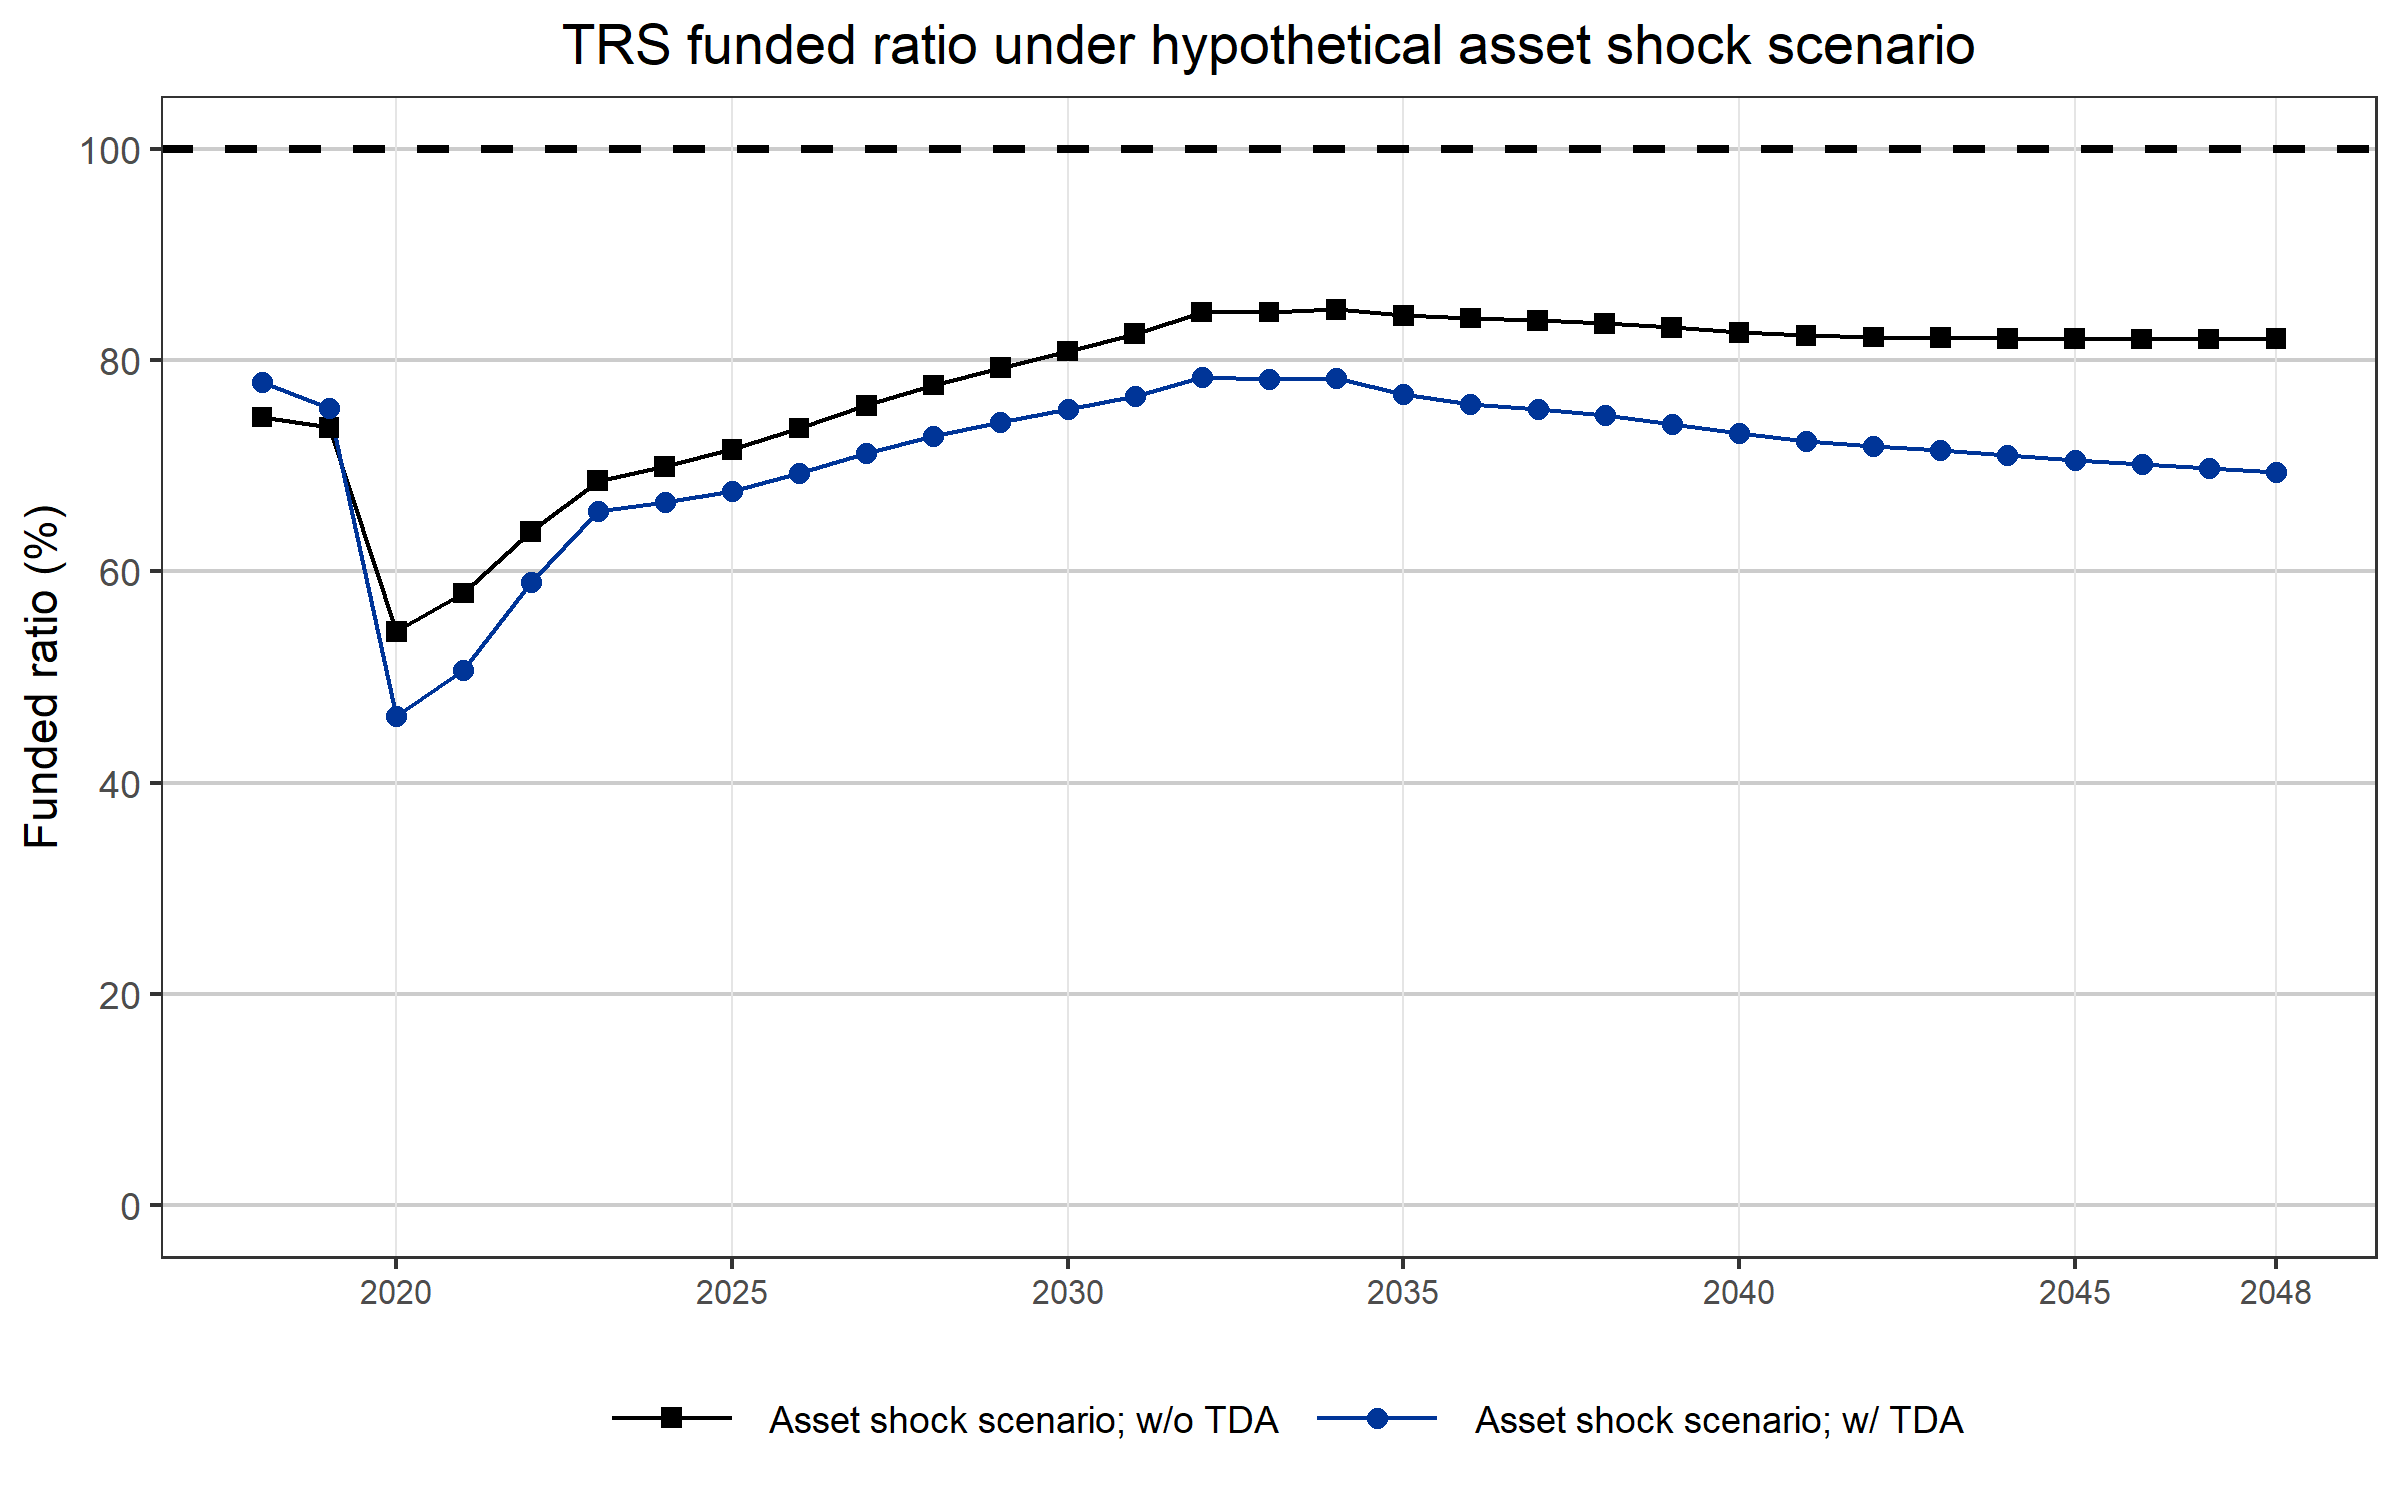 TRS funded ratio under hypothetical asset shock scenario
Funded ratio (%)
100
80
60
40
20
0
2020 2025 2030 2035 2040 2045 2048
Asset shock scenario; w/o TDA Asset shock scenario; w/ TDA